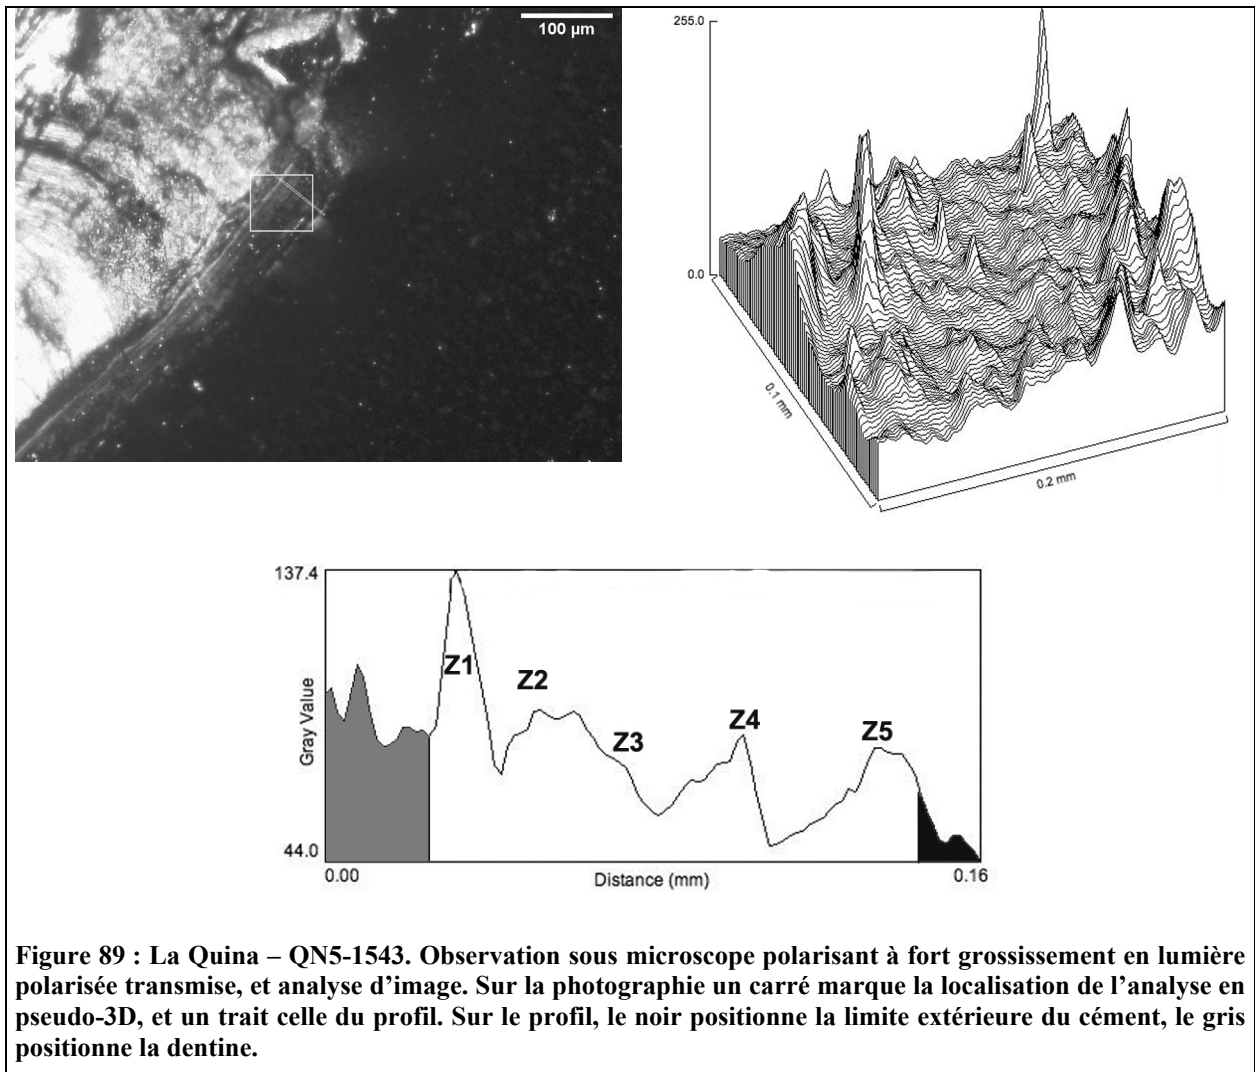 100 µm
255.0
0.0
0.1 mm
0.2 mm
137.4
Gray Value
44.0
Z1
Z2
Z3
Z4
Z5
0.00
Distance (mm)
0.16
Figure 89 : La Quina – QN5-1543. Observation sous microscope polarisant à fort grossissement en lumière
polarisée transmise, et analyse d’image. Sur la photographie un carré marque la localisation de l’analyse en
pseudo-3D, et un trait celle du profil. Sur le profil, le noir positionne la limite extérieure du cément, le gris
positionne la dentine.